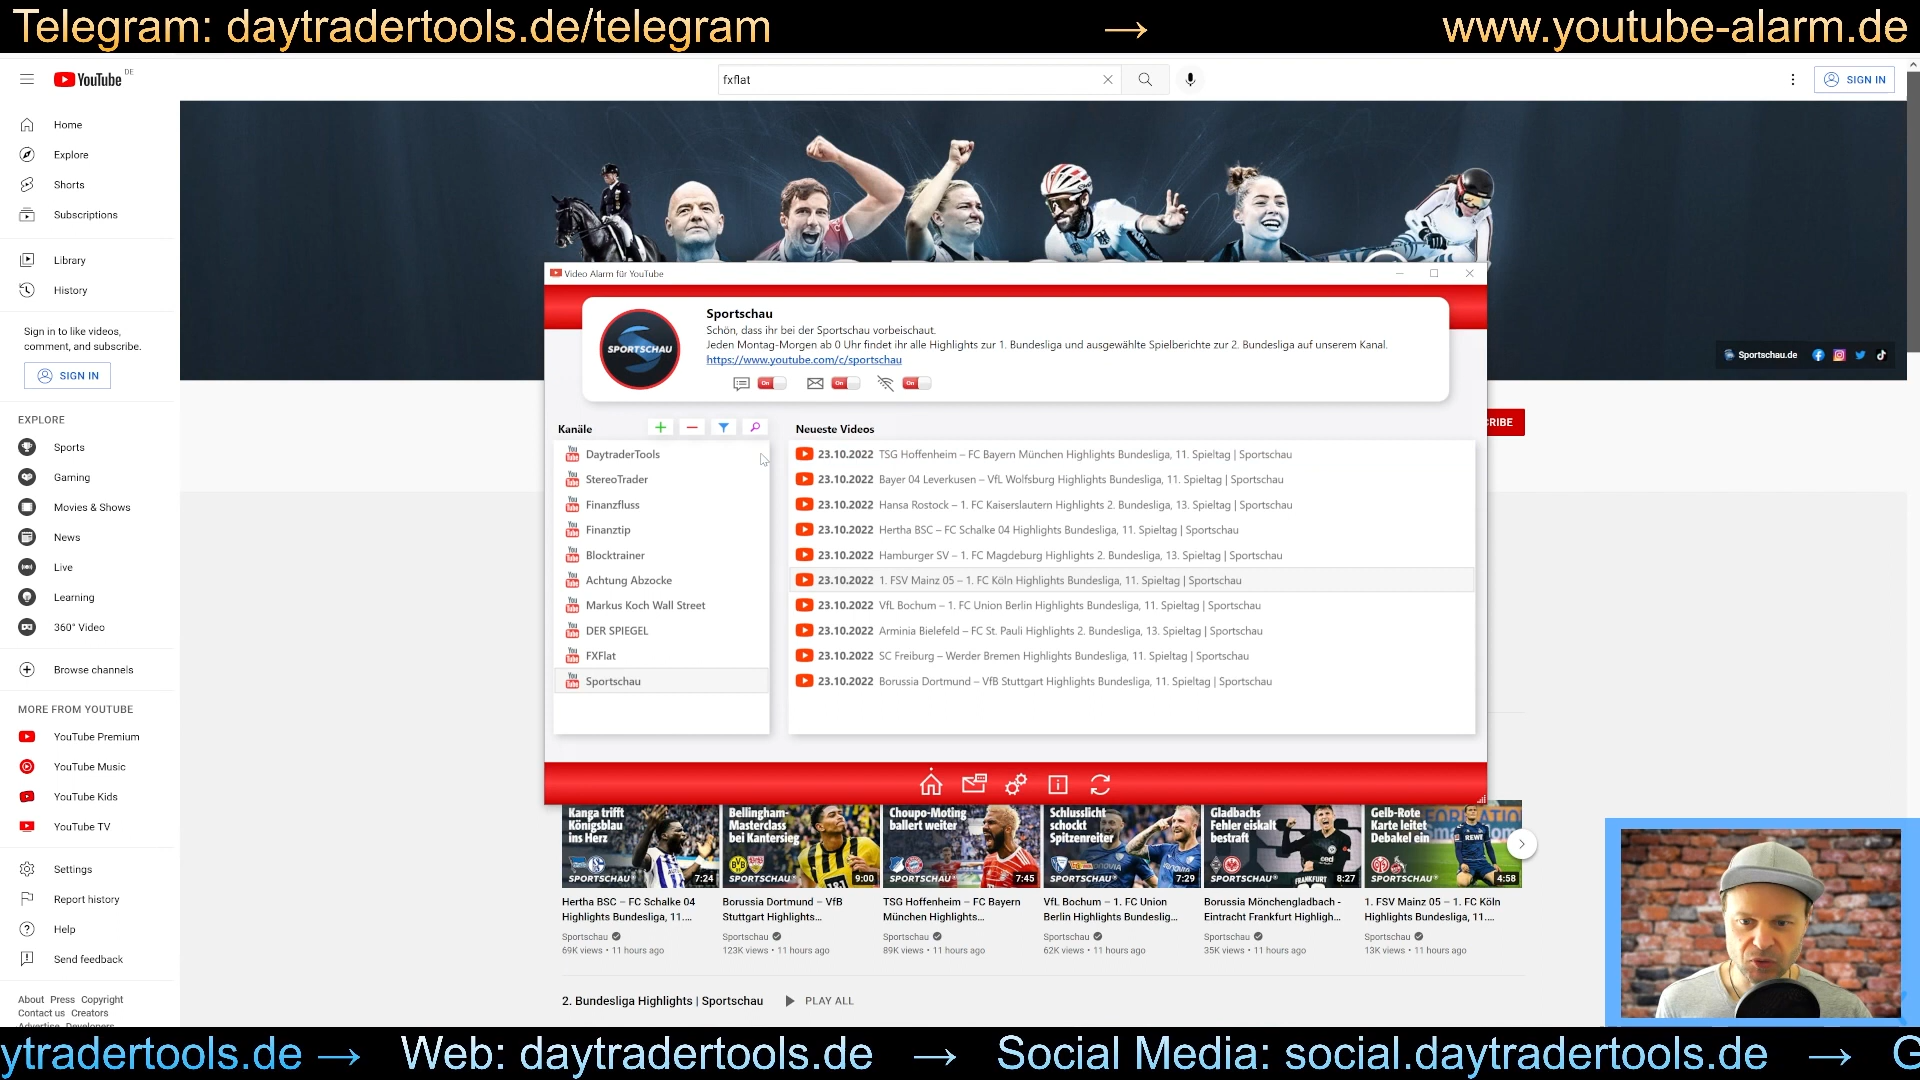 Telegram: daytradertools.de/telegram → www.youtube-alarm.de
YouTube DE
fxflat
SIGN IN
Home
Explore
Shorts
Subscriptions
Library
History
Sign in to like videos,
comment, and subscribe.
SIGN IN
EXPLORE
Sports
Gaming
Movies & Shows
News
Live
Learning
360° Video
Browse channels
MORE FROM YOUTUBE
YouTube Premium
YouTube Music
YouTube Kids
YouTube TV
Settings
Report history
Help
Send feedback
About Press Copyright
Contact us Creators
Advertise Developers
Sportschau.de
RIBE
Video Alarm für YouTube
SPORTSCHAU
Sportschau
Schön, dass ihr bei der Sportschau vorbeischaut.
Jeden Montag-Morgen ab 0 Uhr findet ihr alle Highlights zur 1. Bundesliga und ausgewählte Spielberichte zur 2. Bundesliga auf unserem Kanal.
https://www.youtube.com/c/sportschau
On On On
Kanäle
DaytraderTools
StereoTrader
Finanzfluss
Finanztip
Blocktrainer
Achtung Abzocke
Markus Koch Wall Street
DER SPIEGEL
FXFlat
Sportschau
Neueste Videos
23.10.2022 TSG Hoffenheim – FC Bayern München Highlights Bundesliga, 11. Spieltag | Sportschau
23.10.2022 Bayer 04 Leverkusen – VfL Wolfsburg Highlights Bundesliga, 11. Spieltag | Sportschau
23.10.2022 Hansa Rostock – 1. FC Kaiserslautern Highlights 2. Bundesliga, 13. Spieltag | Sportschau
23.10.2022 Hertha BSC – FC Schalke 04 Highlights Bundesliga, 11. Spieltag | Sportschau
23.10.2022 Hamburger SV – 1. FC Magdeburg Highlights 2. Bundesliga, 13. Spieltag | Sportschau
23.10.2022 1. FSV Mainz 05 – 1. FC Köln Highlights Bundesliga, 11. Spieltag | Sportschau
23.10.2022 VfL Bochum – 1. FC Union Berlin Highlights Bundesliga, 11. Spieltag | Sportschau
23.10.2022 Arminia Bielefeld – FC St. Pauli Highlights 2. Bundesliga, 13. Spieltag | Sportschau
23.10.2022 SC Freiburg – Werder Bremen Highlights Bundesliga, 11. Spieltag | Sportschau
23.10.2022 Borussia Dortmund – VfB Stuttgart Highlights Bundesliga, 11. Spieltag | Sportschau
Kanga trifft
Königsblau
ins Herz
SPORTSCHAU
7:24
Hertha BSC – FC Schalke 04
Highlights Bundesliga, 11....
Sportschau
69K views • 11 hours ago
Bellingham-
Masterclass
bei Kantersieg
SPORTSCHAU
9:00
Borussia Dortmund – VfB
Stuttgart Highlights...
Sportschau
123K views • 11 hours ago
Choupo-Moting
ballert weiter
SPORTSCHAU
7:45
TSG Hoffenheim – FC Bayern
München Highlights...
Sportschau
89K views • 11 hours ago
Schlusslicht
schockt
Spitzenreiter
SPORTSCHAU
7:29
VfL Bochum – 1. FC Union
Berlin Highlights Bundeslig...
Sportschau
62K views • 11 hours ago
Gladbachs
Fehler eiskalt
bestraft
SPORTSCHAU
8:27
Borussia Mönchengladbach -
Eintracht Frankfurt Highligh...
Sportschau
35K views • 11 hours ago
Gelb-Rote
Karte leitet
Debakel ein
REWE
SPORTSCHAU
4:58
1. FSV Mainz 05 – 1. FC Köln
Highlights Bundesliga, 11....
Sportschau
13K views • 11 hours ago
2. Bundesliga Highlights | Sportschau
PLAY ALL
ytradertools.de → Web: daytradertools.de → Social Media: social.daytradertools.de → G